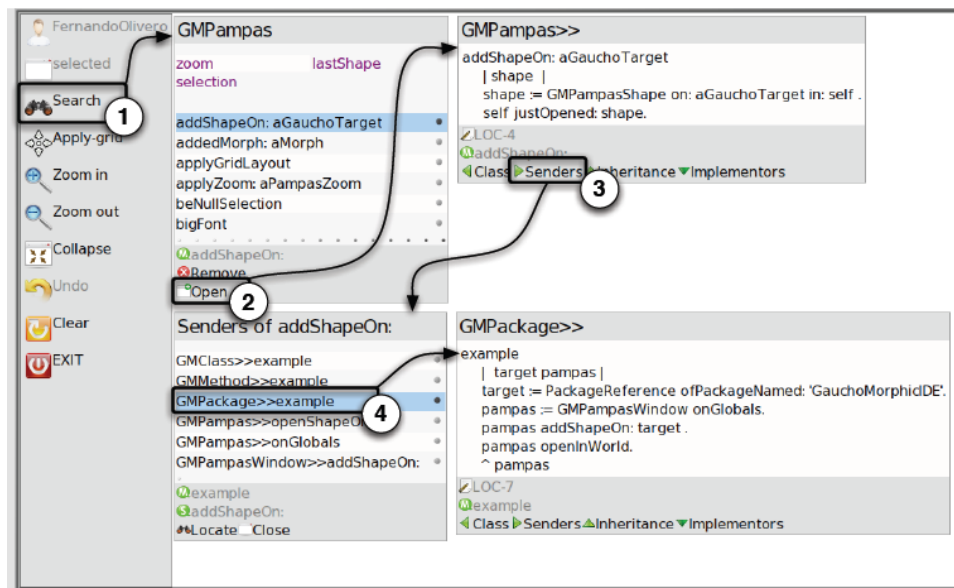 FernandoOlivero
selected
Search
1
Apply-grid
Zoom in
Zoom out
Collapse
Undo
Clear
EXIT
GMPampas
zoom lastShape
selection
addShapeOn: aGauchoTarget
addedMorph: aMorph
applyGridLayout
applyZoom: aPampasZoom
beNullSelection
bigFont
addShapeOn:
Remove
Open
2
GMPampas>>
addShapeOn: aGauchoTarget
| shape |
shape := GMPampasShape on: aGauchoTarget in: self .
self justOpened: shape.
LOC-4
addShapeOn:
Class Senders Inheritance Implementors
3
Senders of addShapeOn:
GMClass>>example
GMMethod>>example
GMPackage>>example
4
GMPampas>>openShapeO
GMPampas>>onGlobals
GMPampasWindow>>addShapeOn:
example
addShapeOn:
Locate Close
GMPackage>>
example
| target pampas |
target := PackageReference ofPackageNamed: 'GauchoMorphicIDE'.
pampas := GMPampasWindow onGlobals.
pampas addShapeOn: target .
pampas openInWorld.
^ pampas
LOC-7
example
Class Senders Inheritance Implementors